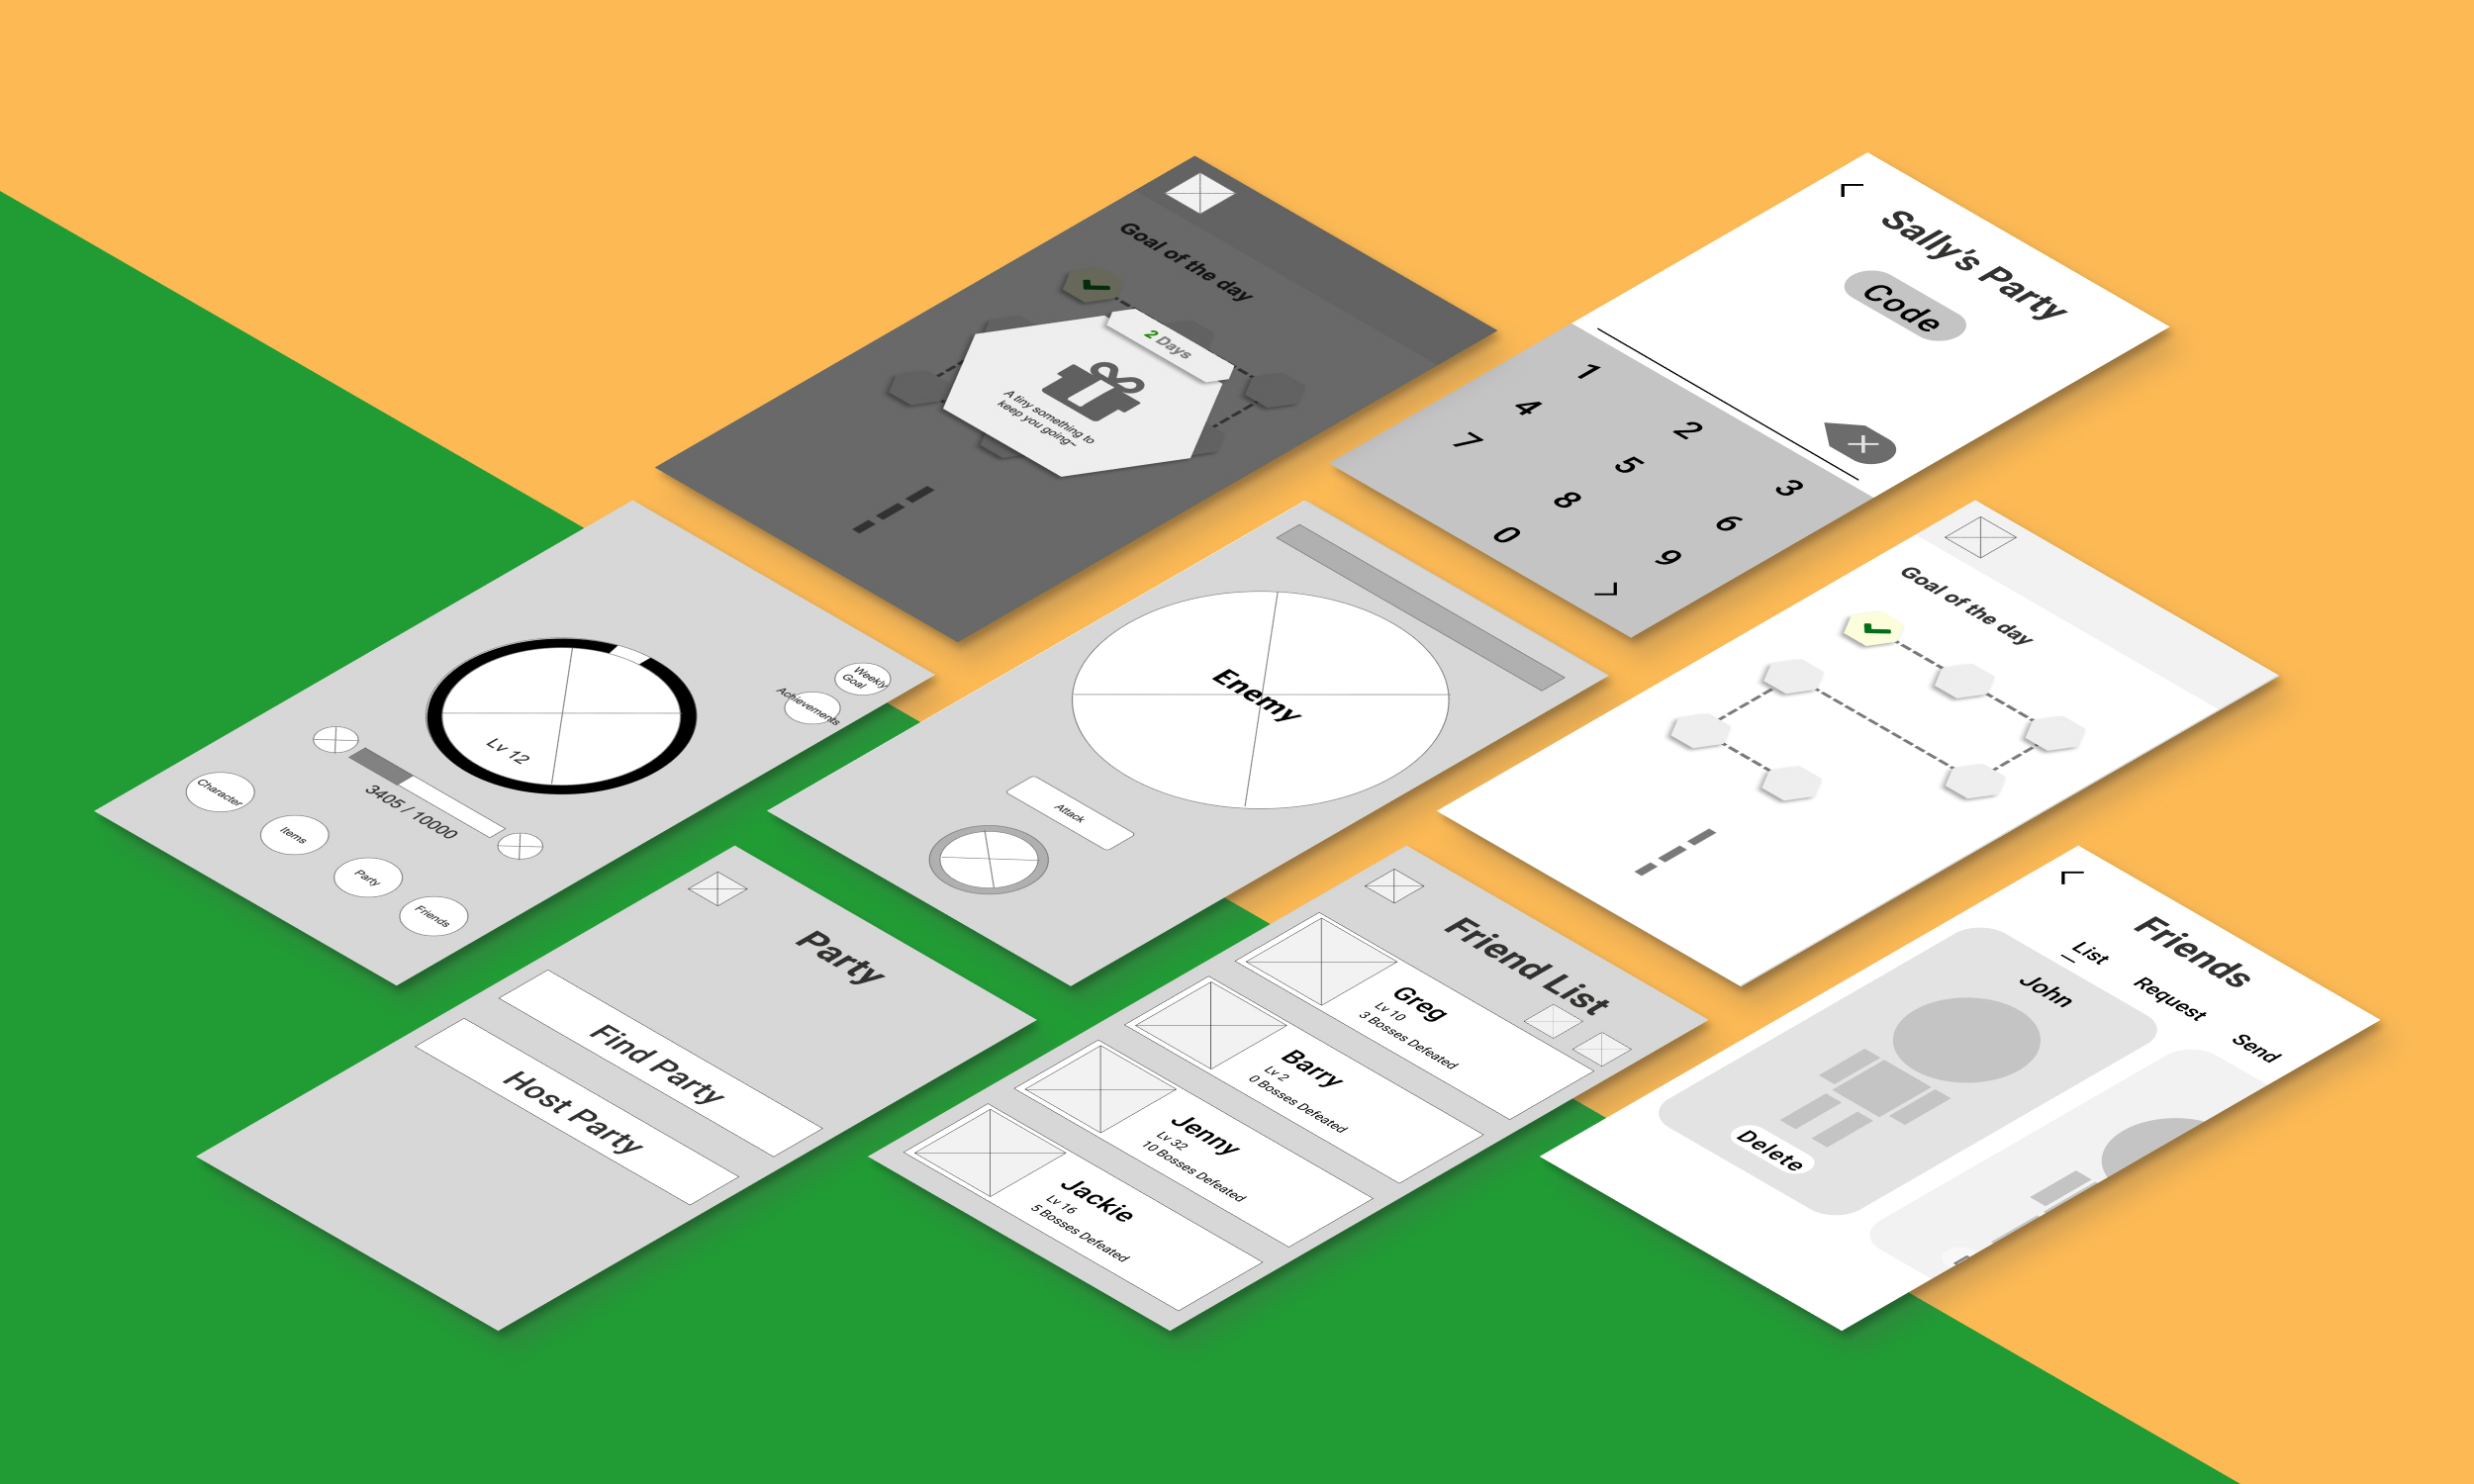 Goal of the day
2 Days
A tiny something to
keep you going~
Sally's Party
Code
1 2 3
4 5 6
7 8 9
0
Weekly
Goal
Achievements
Lv 12
3405 / 10000
Character
Items
Party
Friends
Enemy
Attack
Goal of the day
Party
Find Party
Host Party
Friend List
Greg
Lv 10
3 Bosses Defeated
Barry
Lv 2
0 Bosses Defeated
Jenny
Lv 32
10 Bosses Defeated
Jackie
Lv 16
5 Bosses Defeated
Friends
List Request Send
John
Delete